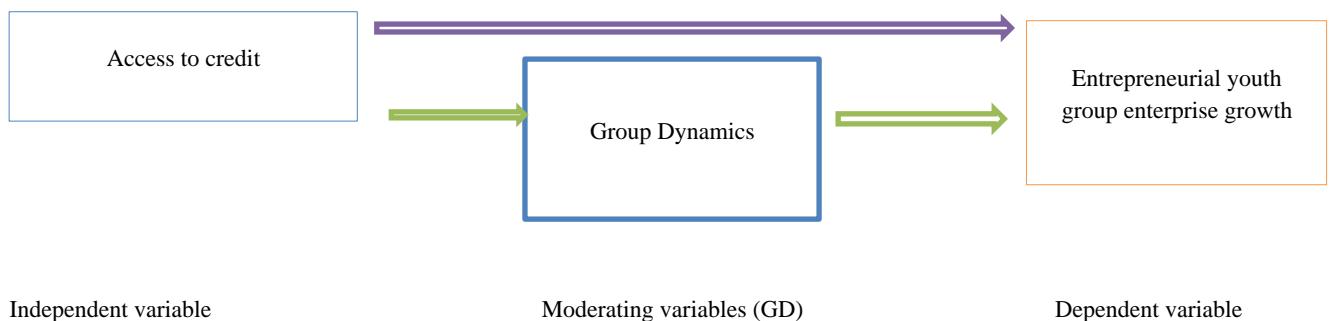 Access to credit
Entrepreneurial youth
group enterprise growth
Group Dynamics
Independent variable
Moderating variables (GD)
Dependent variable